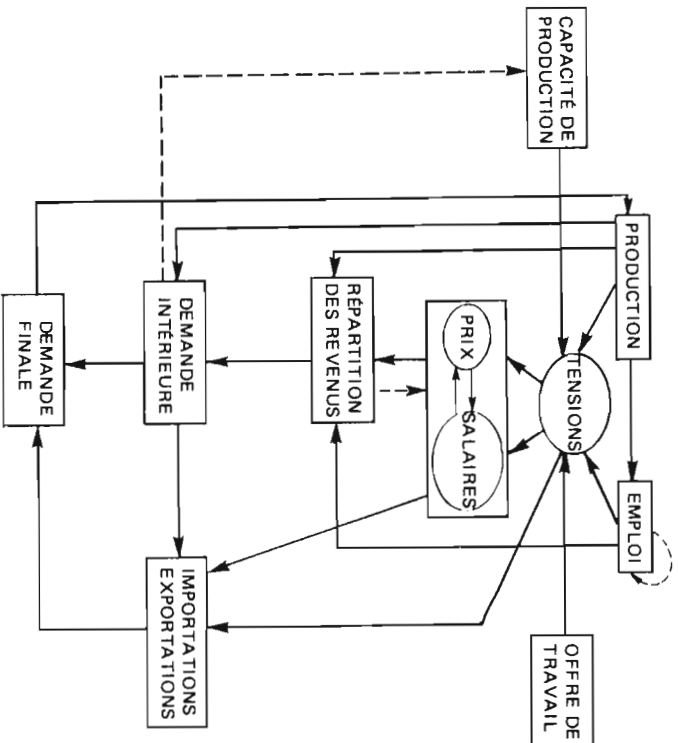 CAPACITÉ DE
PRODUCTION
PRODUCTION
EMPLOI
OFFRE DE
TRAVAIL
TENSIONS
PRIX
SALAIRES
RÉPARTITION
DES REVENUS
DEMANDE
INTÉRIEURE
IMPORTATIONS
EXPORTATIONS
DEMANDE
FINALE